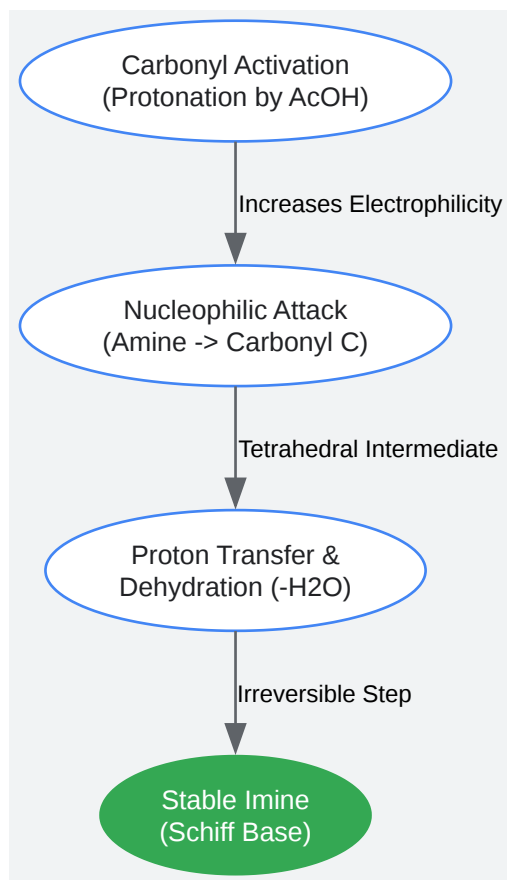 Carbonyl Activation
(Protonation by AcOH)
Increases Electrophilicity
Nucleophilic Attack
(Amine -> Carbonyl C)
Tetrahedral Intermediate
Proton Transfer &
Dehydration (-H2O)
Irreversible Step
Stable Imine
(Schiff Base)